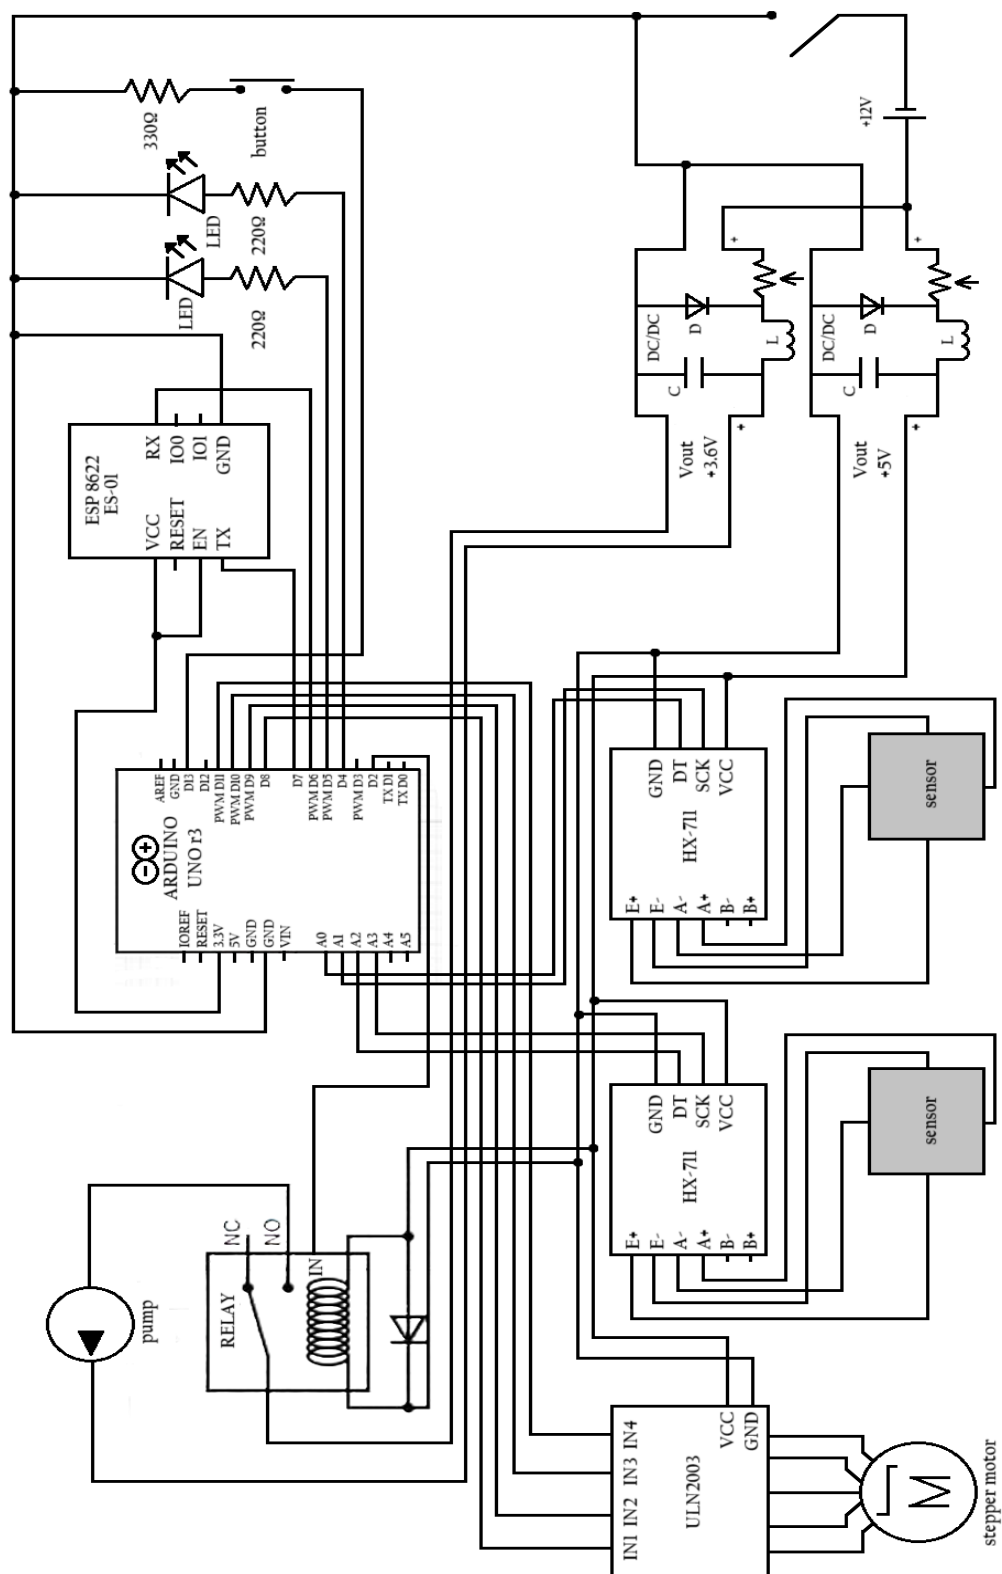 330Ω
button
LED
220Ω
LED
220Ω
+12V
ESP 8622
ES-01
RX
IO0
IO1
GND
VCC
RESET
EN
TX
DC/DC
D
L
C
+
+
Vout
+3.6V
DC/DC
D
L
C
+
+
Vout
+5V
ARDUINO
UNO r3
AREF
GND
D13
D12
PWM D11
PWM D10
PWM D9
D8
D7
PWM D6
PWM D5
D4
PWM D3
D2
TX D1
TX D0
IOREF
RESET
3.3V
5V
GND
GND
VIN
A0
A1
A2
A3
A4
A5
GND
DT
SCK
VCC
HX-711
E+
E-
A-
A+
B-
B+
sensor
GND
DT
SCK
VCC
HX-711
E+
E-
A-
A+
B-
B+
sensor
pump
RELAY
NC
NO
IN
IN1 IN2 IN3 IN4
ULN2003
VCC
GND
M
stepper motor